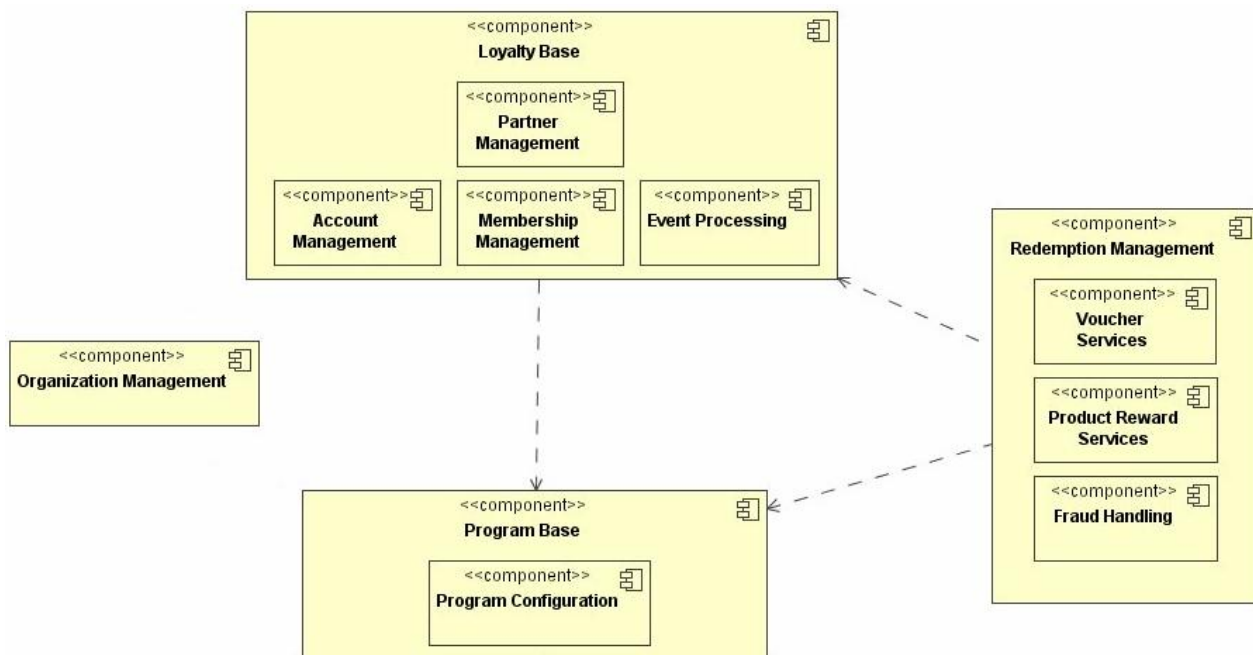 <<component>>
Loyalty Base
<<component>>
Partner
Management
<<component>>
Account
Management
<<component>>
Membership
Management
<<component>>
Event Processing
<<component>>
Redemption Management
<<component>>
Voucher
Services
<<component>>
Product Reward
Services
<<component>>
Fraud Handling
<<component>>
Organization Management
<<component>>
Program Base
<<component>>
Program Configuration